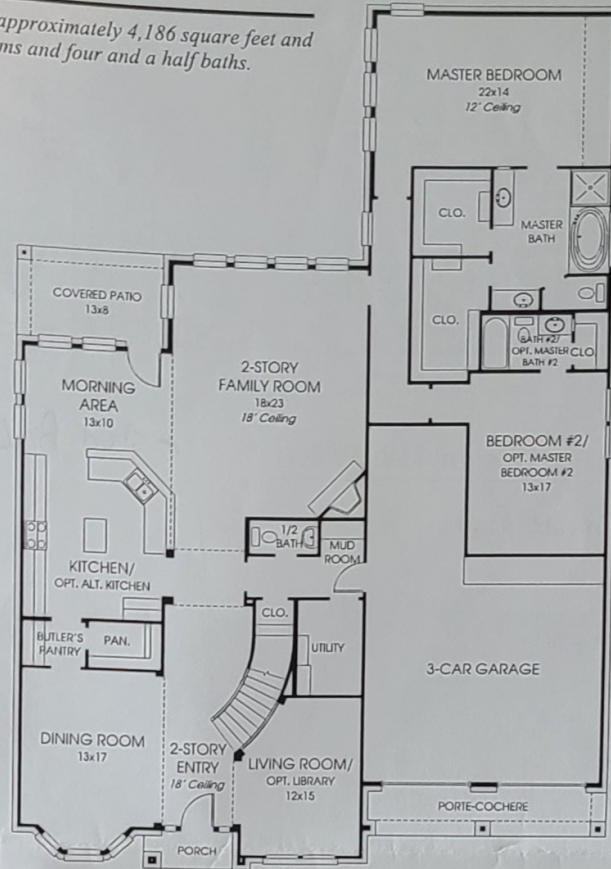 approximately 4,186 square feet and
ms and four and a half baths.
MASTER BEDROOM
22x14
12' Ceiling
CLO.
MASTER
BATH
COVERED PATIO
13x8
CLO.
BATH #2/
OPT. MASTER
BATH #2
CLO.
2-STORY
FAMILY ROOM
18x23
18' Ceiling
MORNING
AREA
13x10
BEDROOM #2/
OPT. MASTER
BEDROOM #2
13x17
1/2
BATH
MUD
ROOM
KITCHEN/
OPT. ALT. KITCHEN
CLO.
BUTLER'S
PANTRY
PAN.
UTILITY
3-CAR GARAGE
DINING ROOM
13x17
2-STORY
ENTRY
18' Ceiling
LIVING ROOM/
OPT. LIBRARY
12x15
PORTE-COCHERE
PORCH